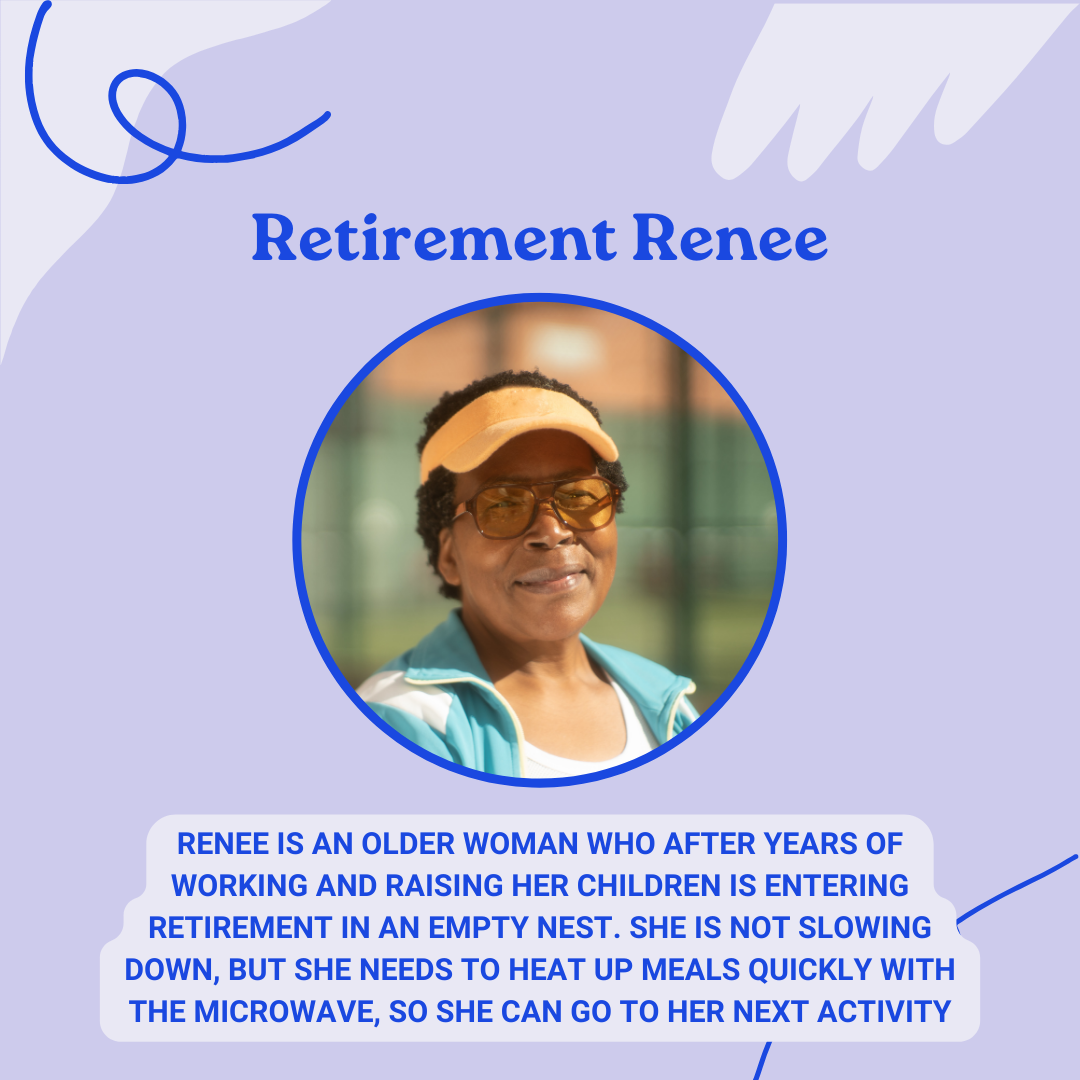 Retirement Renee
RENEE IS AN OLDER WOMAN WHO AFTER YEARS OF
WORKING AND RAISING HER CHILDREN IS ENTERING
RETIREMENT IN AN EMPTY NEST. SHE IS NOT SLOWING
DOWN, BUT SHE NEEDS TO HEAT UP MEALS QUICKLY WITH
THE MICROWAVE, SO SHE CAN GO TO HER NEXT ACTIVITY